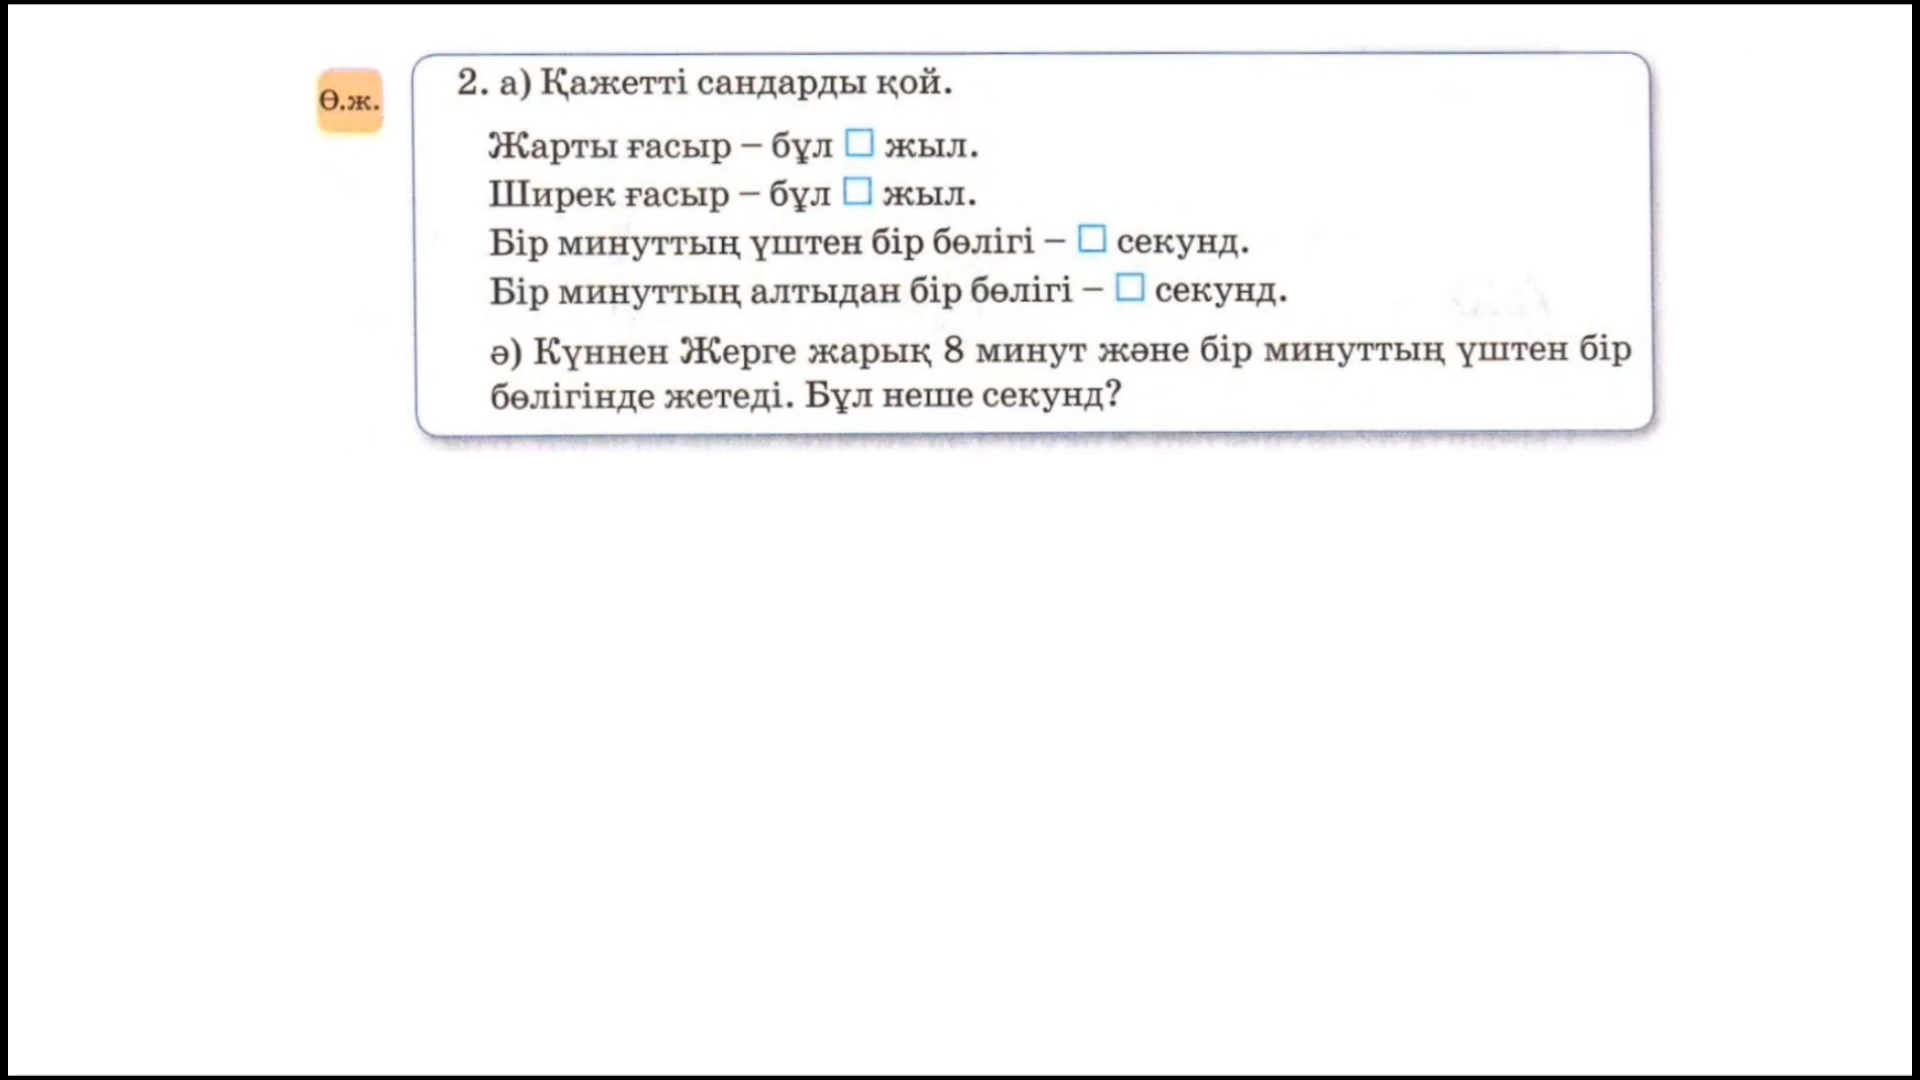 Ө.ж.
2. а) Қажетті сандарды қой.
Жарты ғасыр – бұл □ жыл.
Ширек ғасыр – бұл □ жыл.
Бір минуттың үштен бір бөлігі – □ секунд.
Бір минуттың алтыдан бір бөлігі – □ секунд.
ә) Күннен Жерге жарық 8 минут және бір минуттың үштен бір
бөлігінде жетеді. Бұл неше секунд?